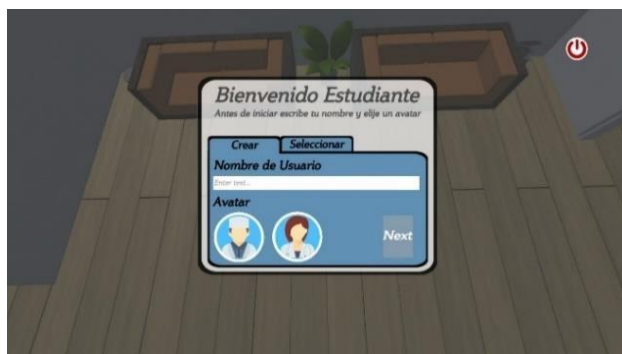 Bienvenido Estudiante
Antes de iniciar escribe tu nombre y elije un avatar
Crear
Seleccionar
Nombre de Usuario
Enter text...
Avatar
Next